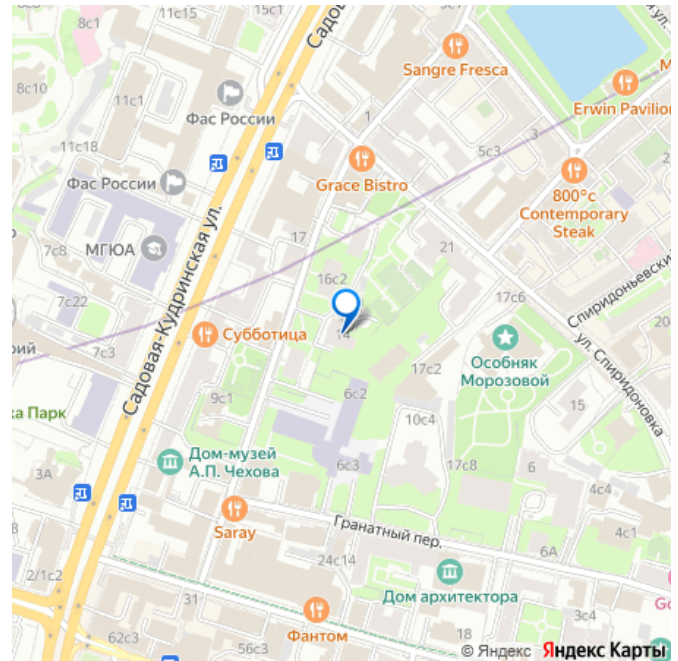 8с1
11с15
15
Садов
8с10
11с1
Фас России
11с18
Sangre Fresca
Erwin Pavilion
1
3
5с3
Grace Bistro
800°c
Contemporary
Steak
Фас России
МГЮА
7с8
17
21
16с2
7с22
Субботица
14
17с6
Спиридоньевский
20
ул. Спиридоновка
Особняк
Морозовой
7с3
рий
Садовая-Кудринская ул.
17с2
6с2
9с1
10с4
15
ка Парк
Дом-музей
А.П. Чехова
3А
6с3
17с8
6
4с4
Saray
Гранатный пер.
4с1
6А
24с14
2/1с2
31
Дом архитектора
Go
3с4
62с3
Фантом
18
© Яндекс Яндекс Карты